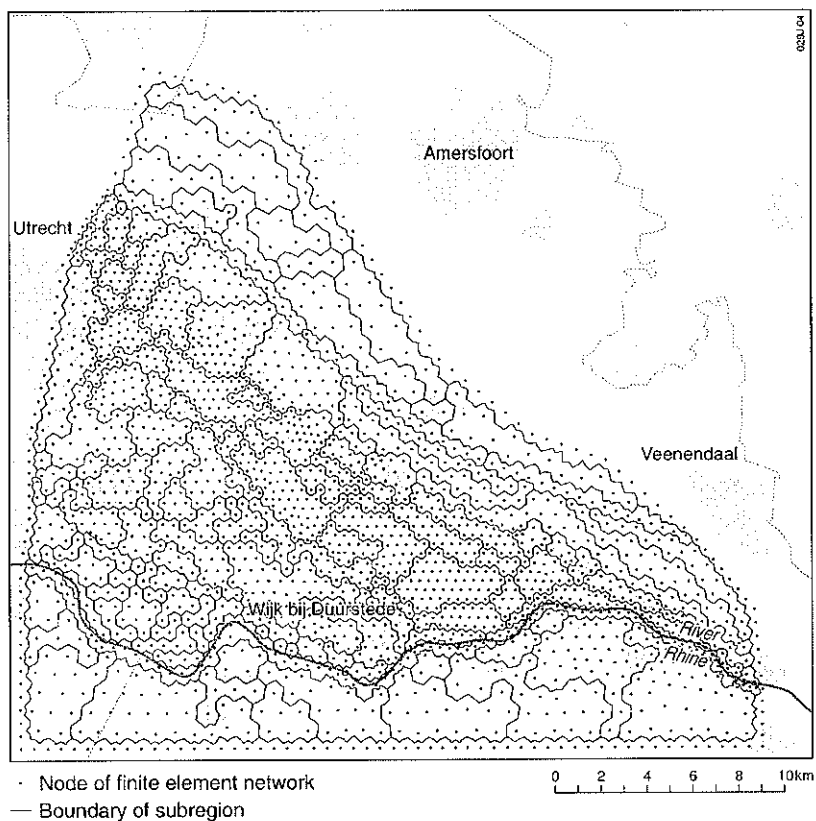 029J 04
Amersfoort
Utrecht
Veenendaal
Wijk bij Duurstede
River
Rhine
0 2 4 6 8 10km
· Node of finite element network
— Boundary of subregion